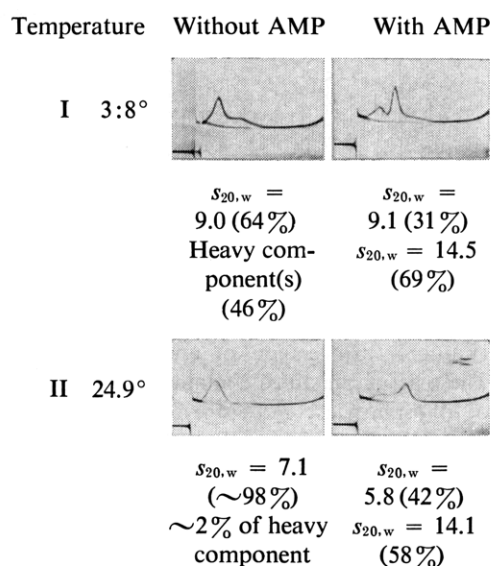 Temperature Without AMP With AMP
I 3:8°
s20,w = s20,w =
9.0 (64%) 9.1 (31%)
Heavy com- s20,w = 14.5
ponent(s) (69%)
(46%)
II 24.9°
s20,w = 7.1 s20,w =
(~98%) 5.8 (42%)
~2% of heavy s20,w = 14.1
component (58%)